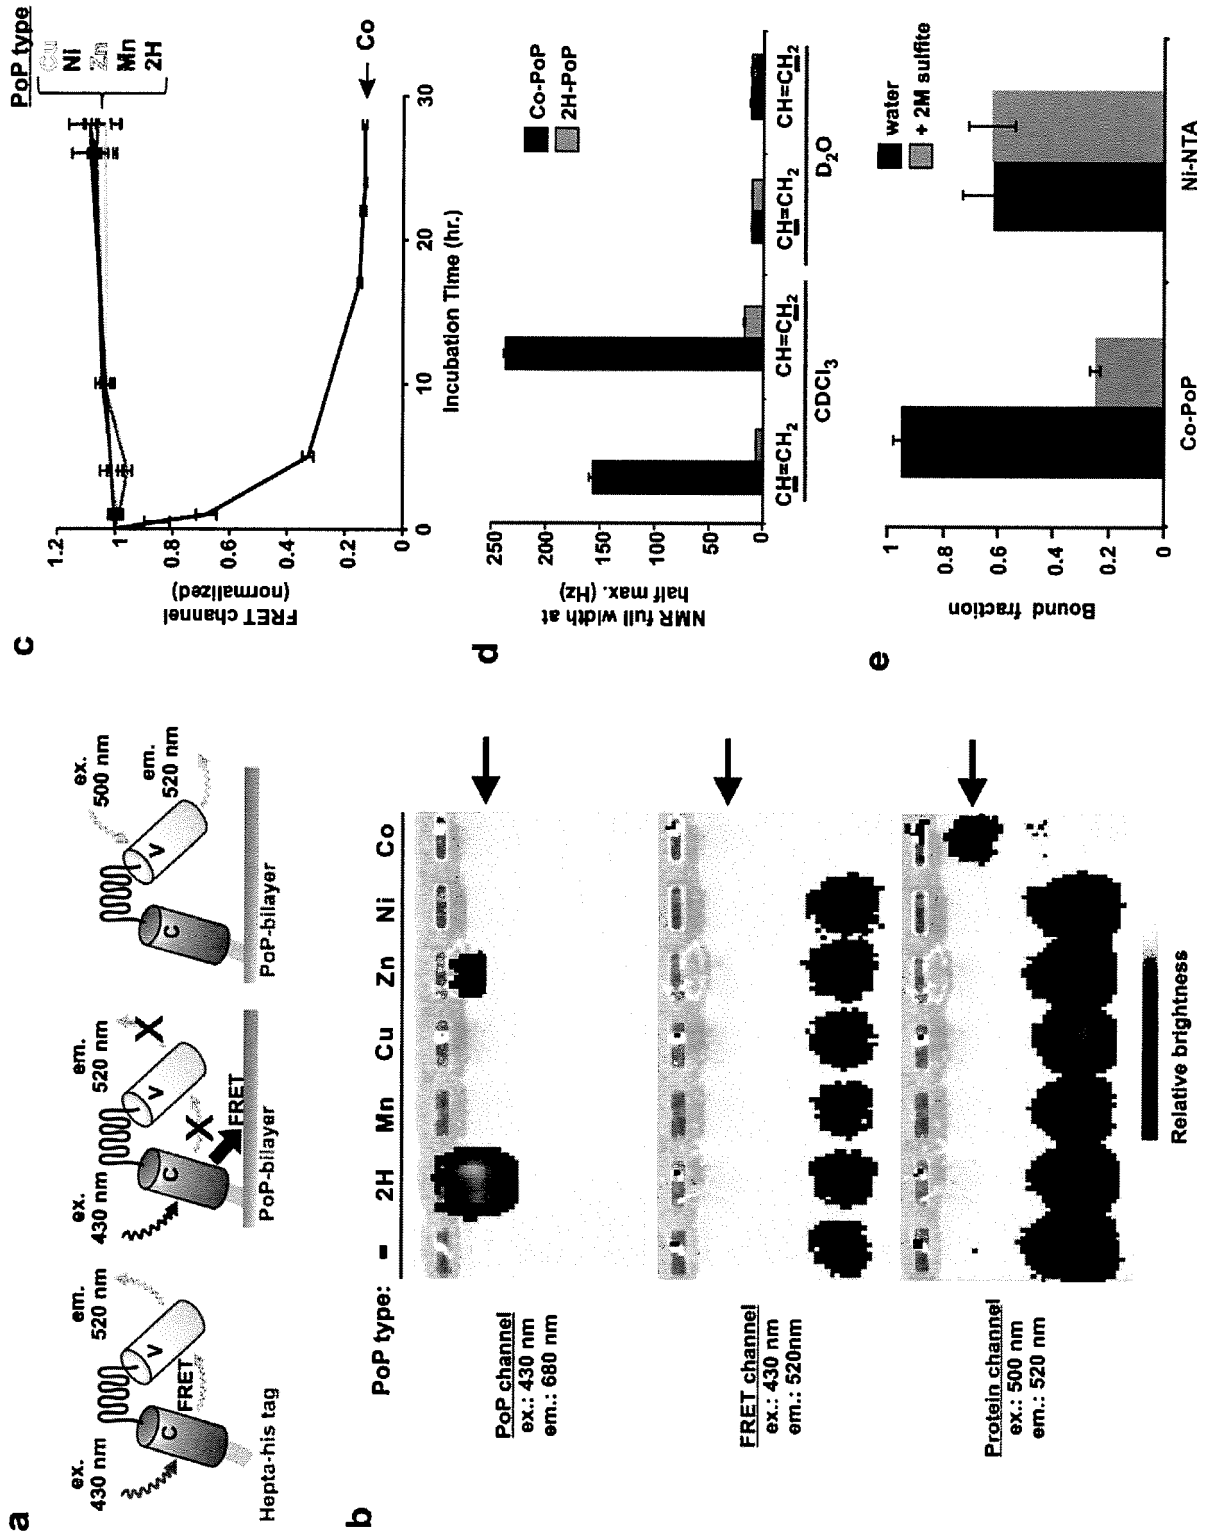 a
ex.
430 nm
em.
520 nm
C
V
FRET
Hepta-his tag
ex.
430 nm
em.
520 nm
C
V
X
X
FRET
PoP-bilayer
ex.
500 nm
em.
520 nm
C
V
PoP-bilayer
b
PoP type:
- 2H Mn Cu Zn Ni Co
PoP channel
ex.: 430 nm
em.: 680 nm
FRET channel
ex.: 430 nm
em.: 520nm
Protein channel
ex.: 500 nm
em.: 520 nm
Relative brightness
c
PoP type
Cu
Ni
Zn
Mn
2H
Co
FRET channel
(normalized)
1.2
1
0.8
0.6
0.4
0.2
0
0 10 20 30
Incubation Time (hr.)
d
NMR full width at
half max. (Hz)
250
200
150
100
50
0
Co-PoP
2H-PoP
CH=CH2 CH=CH2 CH=CH2 CH=CH2
CDCl3 D2O
e
Bound fraction
1
0.8
0.6
0.4
0.2
0
water
+ 2M sulfite
Co-PoP Ni-NTA